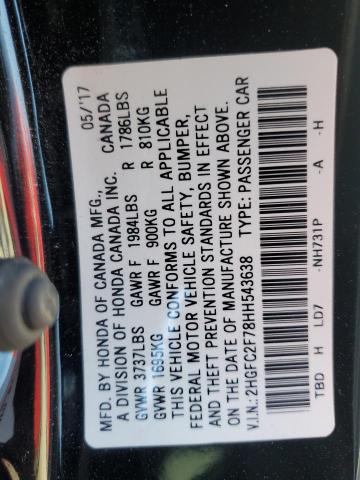 MFD. BY HONDA OF CANADA MFG., 05/'17
A DIVISION OF HONDA CANADA INC. CANADA
GVWR 3737LBS GAWR F 1984LBS R 1786LBS
GVWR 1695KG GAWR F 900KG R 810KG
THIS VEHICLE CONFORMS TO ALL APPLICABLE
FEDERAL MOTOR VEHICLE SAFETY, BUMPER,
AND THEFT PREVENTION STANDARDS IN EFFECT
ON THE DATE OF MANUFACTURE SHOWN ABOVE.
V.I.N.: 2HGFC2F78HH543638 TYPE: PASSENGER CAR
TBD H LD7 -NH731P -A -H